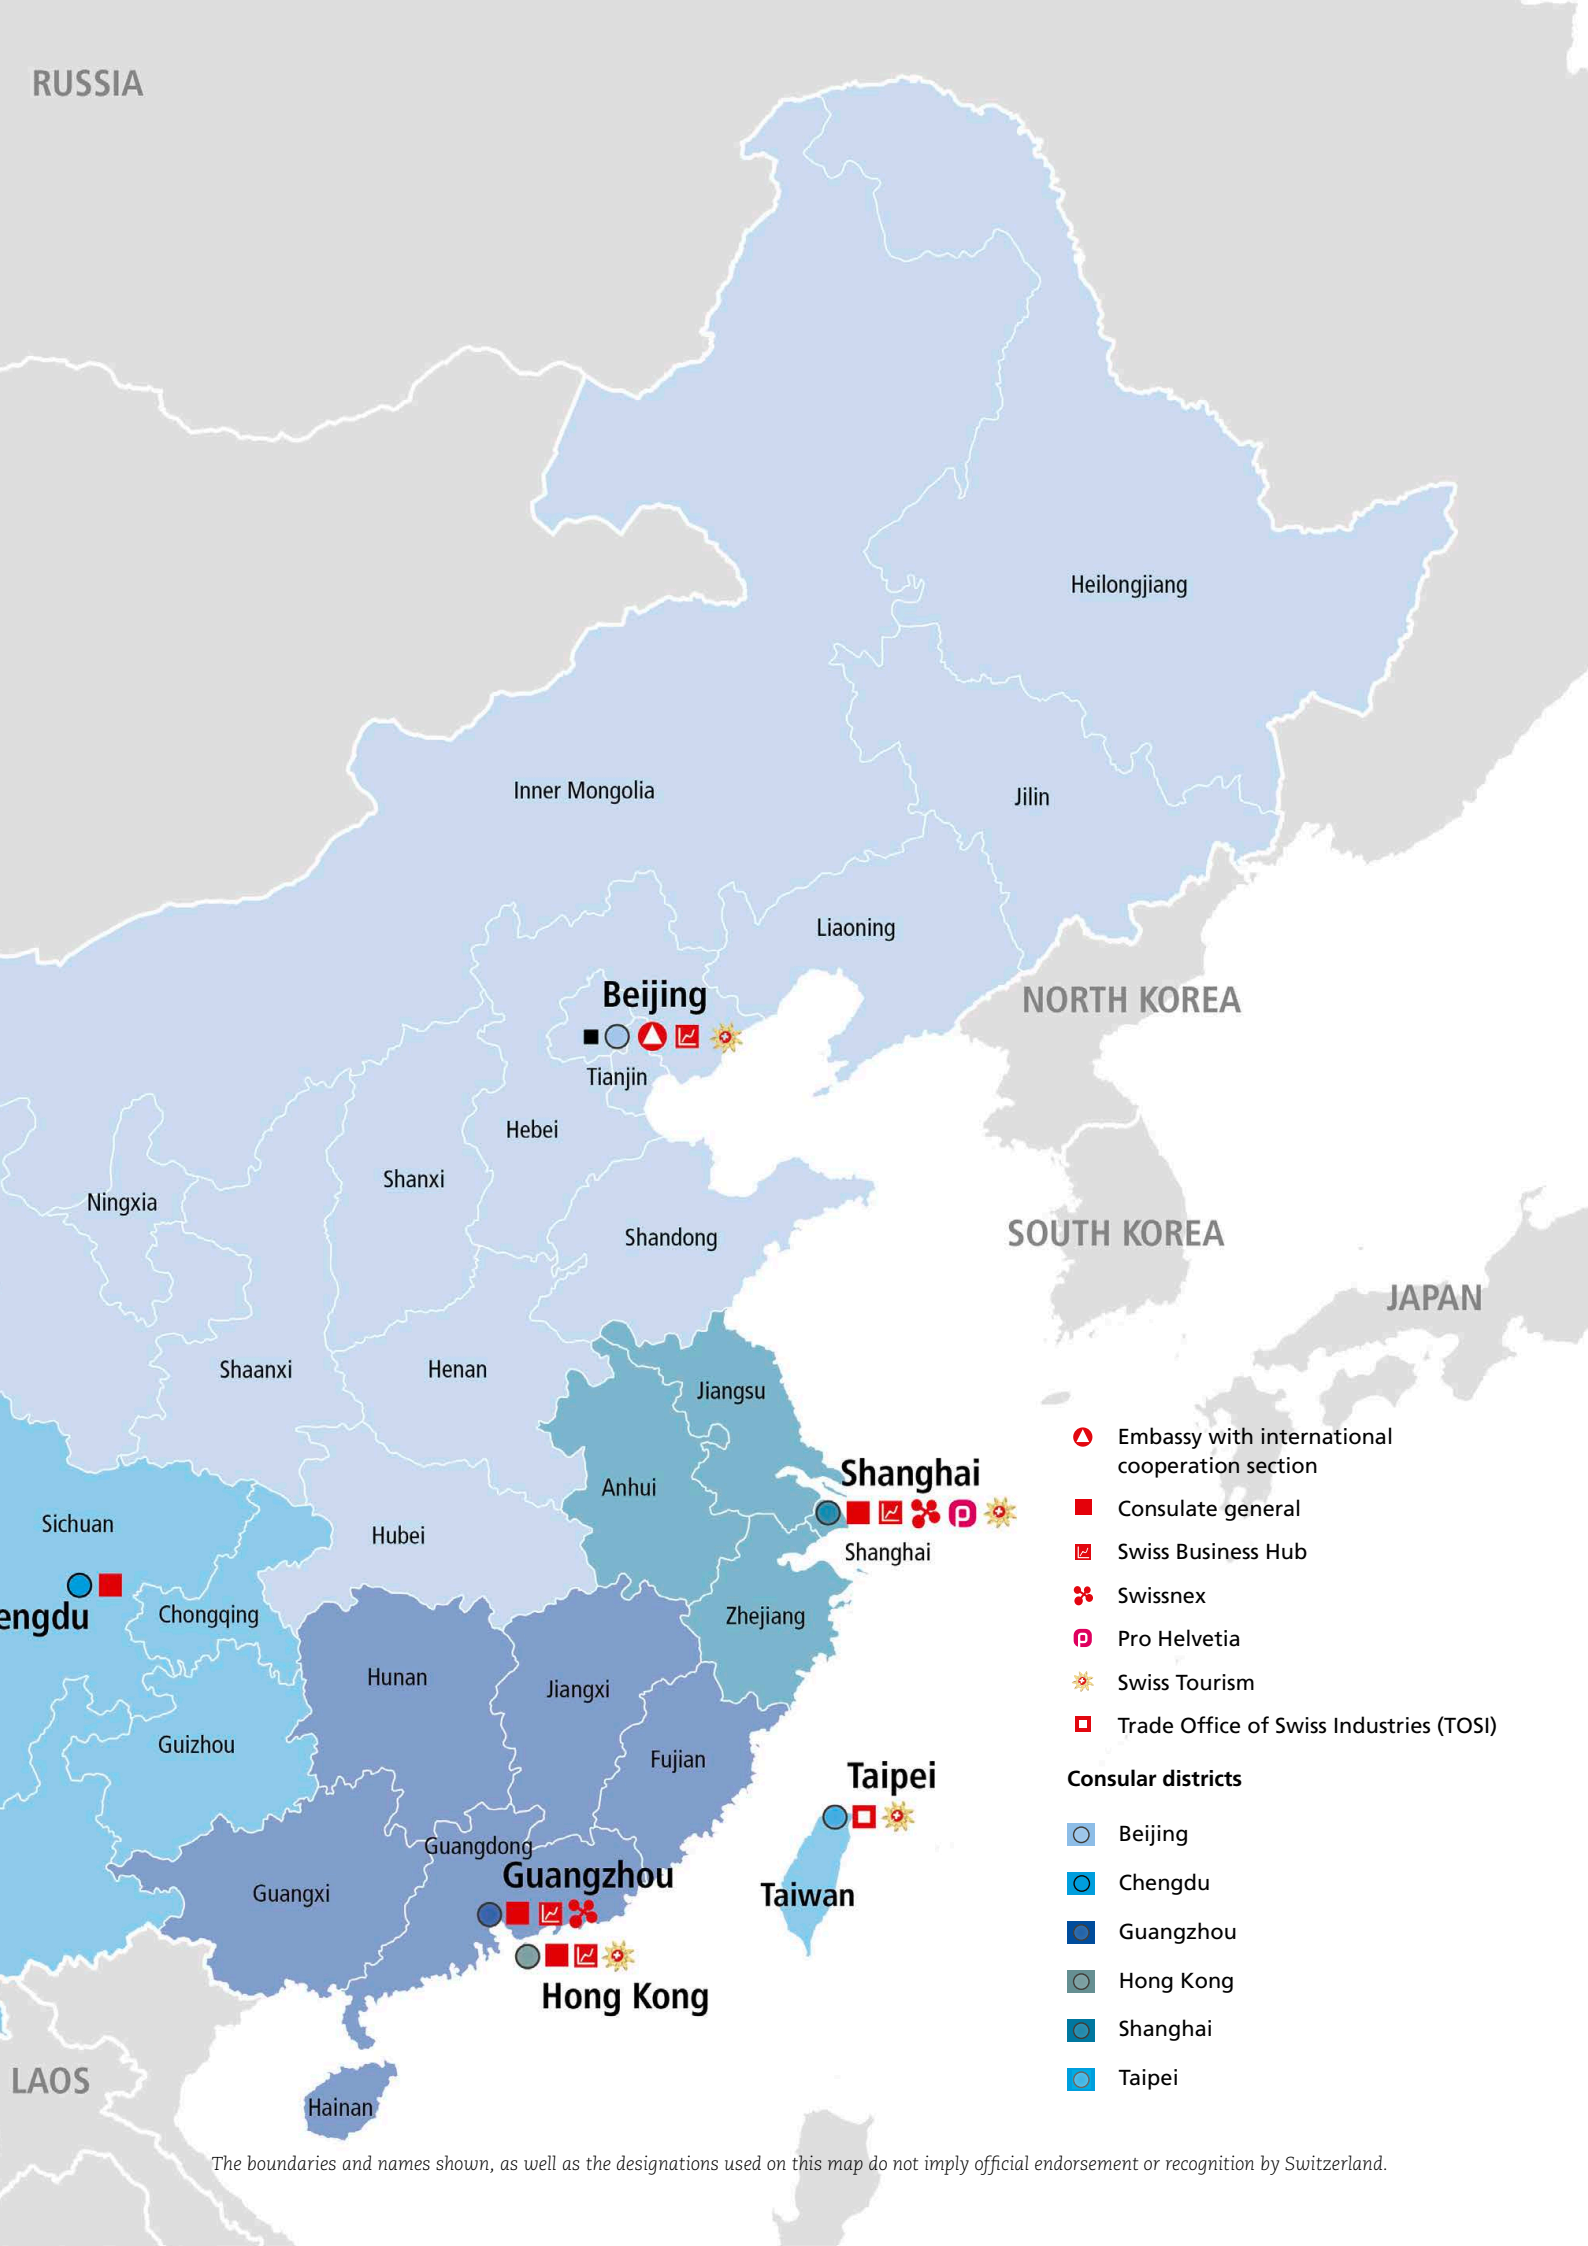 RUSSIA
Heilongjiang
Inner Mongolia
Jilin
Liaoning
Beijing
NORTH KOREA
Tianjin
Hebei
Shanxi
Ningxia
Shandong
SOUTH KOREA
JAPAN
Shaanxi
Henan
Jiangsu
Shanghai
Anhui
Sichuan
Hubei
Shanghai
engdu
Chongqing
Zhejiang
Hunan
Jiangxi
Guizhou
Fujian
Taipei
Guangdong
Guangzhou
Guangxi
Taiwan
Hong Kong
LAOS
Hainan
Embassy with international
cooperation section
Consulate general
Swiss Business Hub
Swissnex
Pro Helvetia
Swiss Tourism
Trade Office of Swiss Industries (TOSI)
Consular districts
Beijing
Chengdu
Guangzhou
Hong Kong
Shanghai
Taipei
The boundaries and names shown, as well as the designations used on this map do not imply official endorsement or recognition by Switzerland.